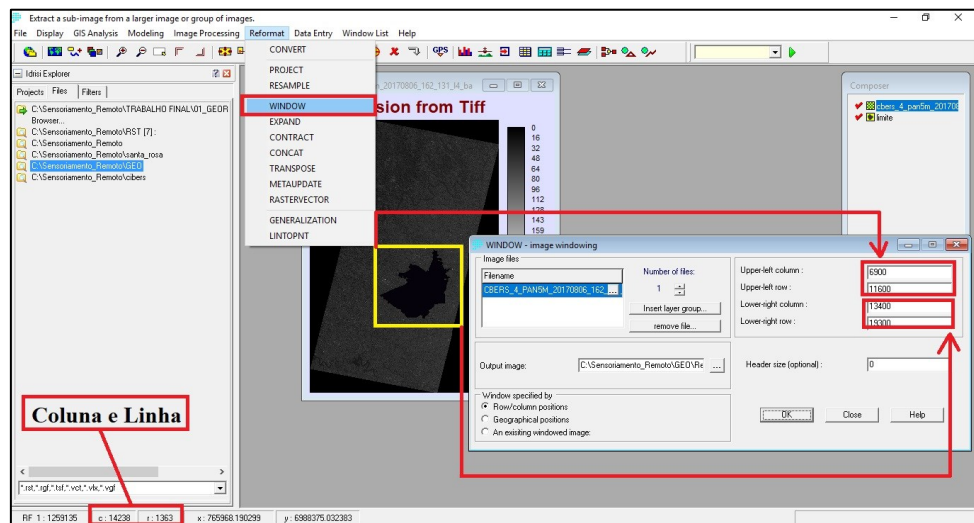 Extract a sub-image from a larger image or group of images.
File Display GIS Analysis Modeling Image Processing Reformat Data Entry Window List Help
GPS
CONVERT
PROJECT
RESAMPLE
WINDOW
EXPAND
CONTRACT
CONCAT
TRANSPOSE
METAUPDATE
RASTERVECTOR
GENERALIZATION
LINTOPNT
Idrisi Explorer
Projects Files Filters
C:\Sensoriamento_Remoto\TRABALHO FINAL\01_GEOR
Browser...
C:\Sensoriamento_Remoto\RST [7] :
C:\Sensoriamento_Remoto
C:\Sensoriamento_Remoto\santa_rosa
C:\Sensoriamento_Remoto\GEO
C:\Sensoriamento_Remoto\cibers
_20170806_162_131_l4_ba
sion from Tiff
0
16
32
48
64
80
96
112
128
143
159
Composer
cbers_4_pan5m_201708
limite
WINDOW - image windowing
Image files
Filename
CBERS_4_PAN5M_20170806_162_ ...
Number of files:
1
Insert layer group...
remove file...
Upper-left column :
6900
Upper-left row :
11600
Lower-right column :
13400
Lower-right row :
19300
Output image:
C:\Sensoriamento_Remoto\GEO\Re
...
Header size (optional) :
0
Window specified by
Row/column positions
Geographical positions
An exisiting windowed image:
OK
Close
Help
Coluna e Linha
*.rst,*.rgf,*.tsf,*.vct,*.vlx,*.vgf
RF 1 : 1259135 c : 14238 r : 1363 x : 765968.190299 y : 6988375.032383